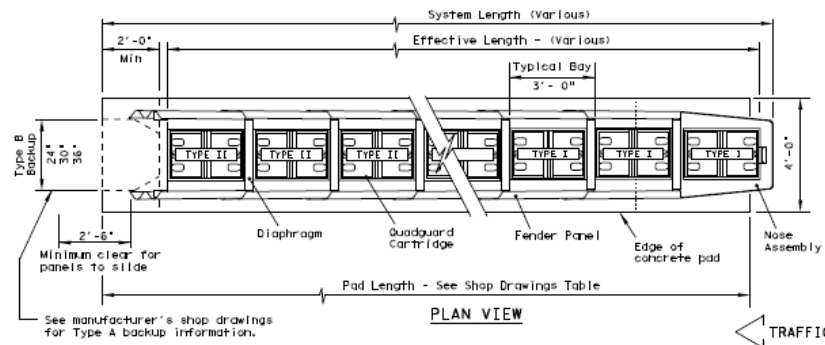 System Length (Various)
2'-0"
Min
Effective Length - (Various)
Typical Bay
3'- 0"
Type B
Backup
24"
30"
36"
TYPE II
TYPE II
TYPE II
TYPE I
TYPE I
TYPE I
4'-0"
2'-6"
Minimum clear for
panels to slide
Diaphragm
Quadguard
Cartridge
Fender Panel
Edge of
concrete pad
Nose
Assembly
Pad Length - See Shop Drawings Table
See manufacturer's shop drawings
for Type A backup information.
PLAN VIEW
TRAFFIC